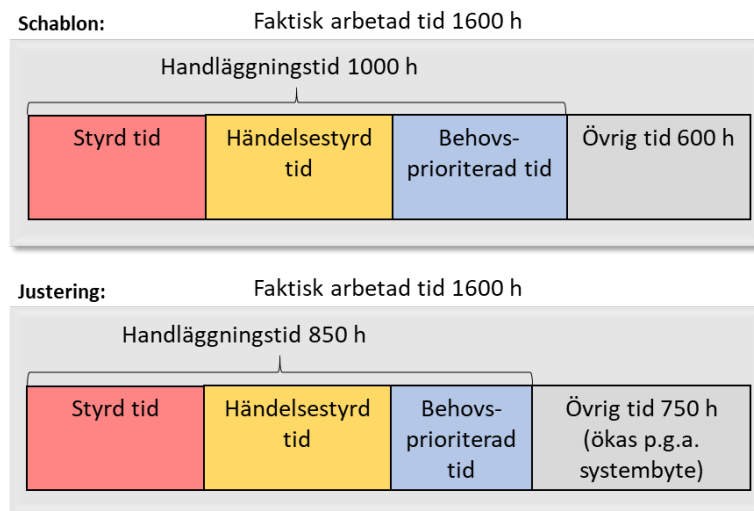 Schablon:
Faktisk arbetad tid 1600 h
Handläggningstid 1000 h
Styrd tid
Händelsestyrd
tid
Behovs-
prioriterad tid
Övrig tid 600 h
Justering:
Faktisk arbetad tid 1600 h
Handläggningstid 850 h
Styrd tid
Händelsestyrd
tid
Behovs-
prioriterad
tid
Övrig tid 750 h
(ökas p.g.a.
systembyte)